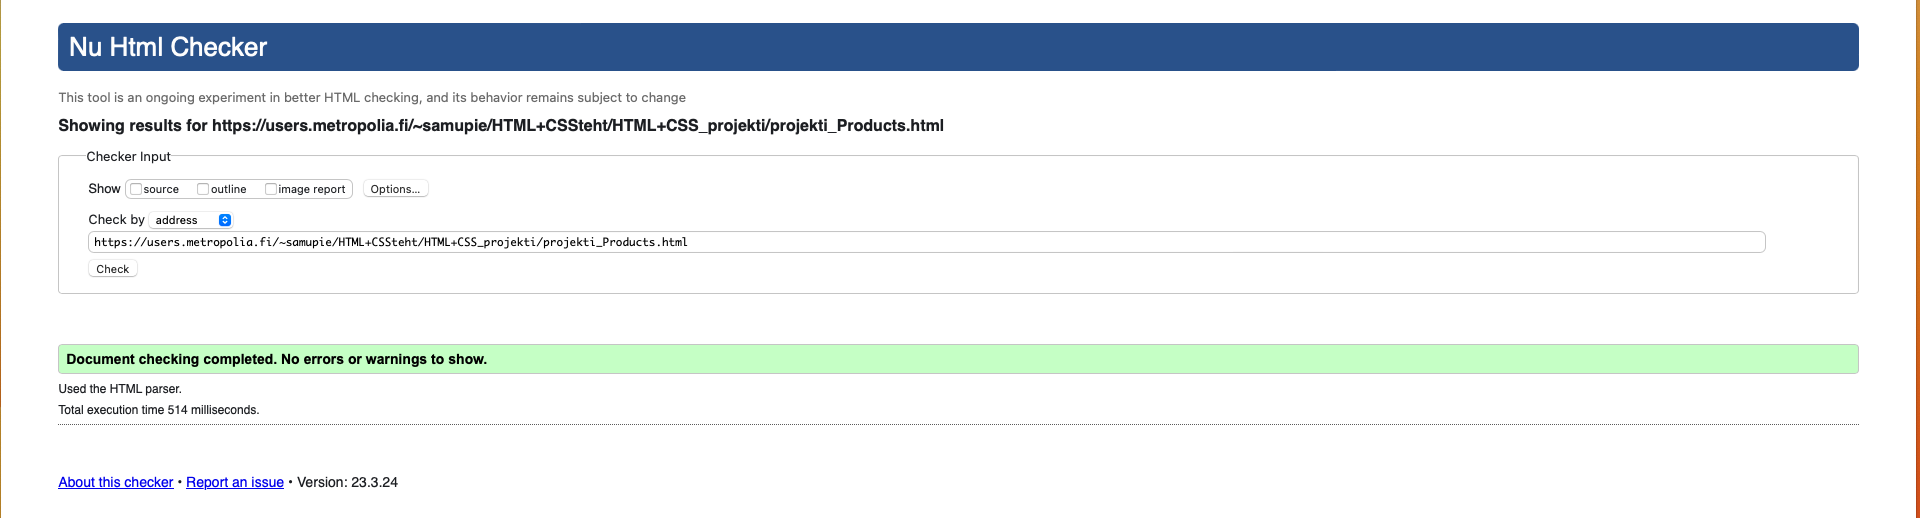 Nu Html Checker
This tool is an ongoing experiment in better HTML checking, and its behavior remains subject to change
Showing results for https://users.metropolia.fi/~samupie/HTML+CSSteht/HTML+CSS_projekti/projekti_Products.html
Checker Input
Show source outline image report Options...
Check by address
https://users.metropolia.fi/~samupie/HTML+CSSteht/HTML+CSS_projekti/projekti_Products.html
Check
Document checking completed. No errors or warnings to show.
Used the HTML parser.
Total execution time 514 milliseconds.
About this checker • Report an issue • Version: 23.3.24